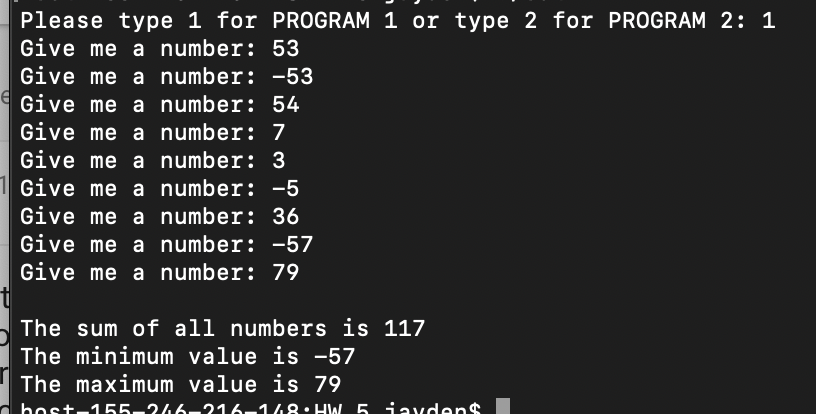 Please type 1 for PROGRAM 1 or type 2 for PROGRAM 2: 1
Give me a number: 53
Give me a number: -53
Give me a number: 54
Give me a number: 7
Give me a number: 3
Give me a number: -5
Give me a number: 36
Give me a number: -57
Give me a number: 79

The sum of all numbers is 117
The minimum value is -57
The maximum value is 79
host-155-246-216-148:HW 5 jayden$